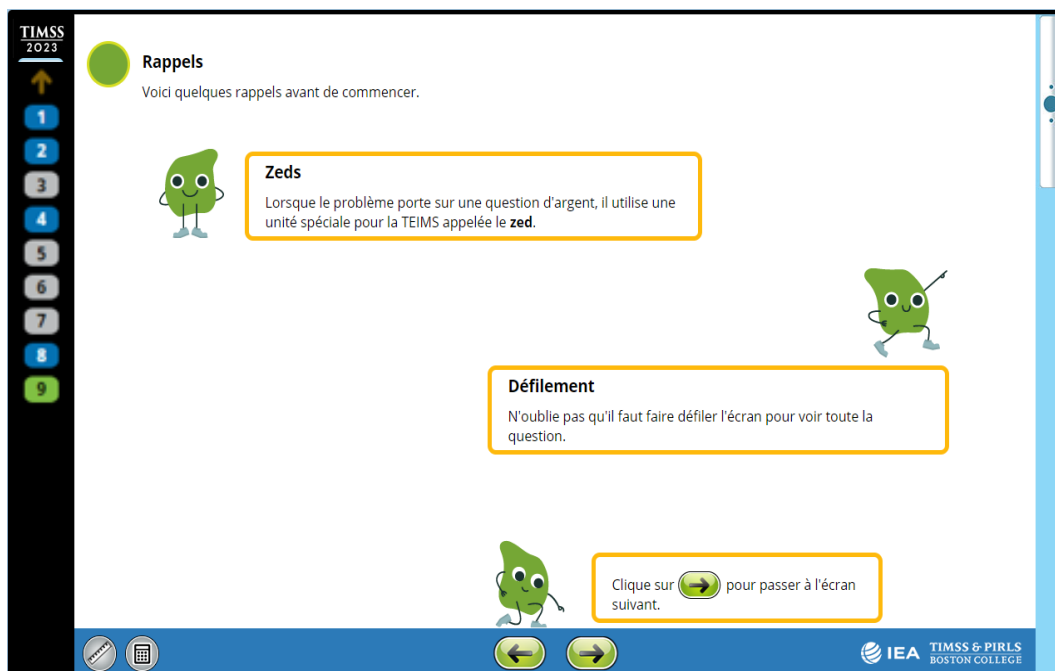 TIMSS
2023
1
2
3
4
5
6
7
8
9
Rappels
Voici quelques rappels avant de commencer.
Zeds
Lorsque le problème porte sur une question d'argent, il utilise une
unité spéciale pour la TEIMS appelée le zed.
Défilement
N'oublie pas qu'il faut faire défiler l'écran pour voir toute la
question.
Clique sur pour passer à l'écran
suivant.
IEA
TIMSS & PIRLS
BOSTON COLLEGE